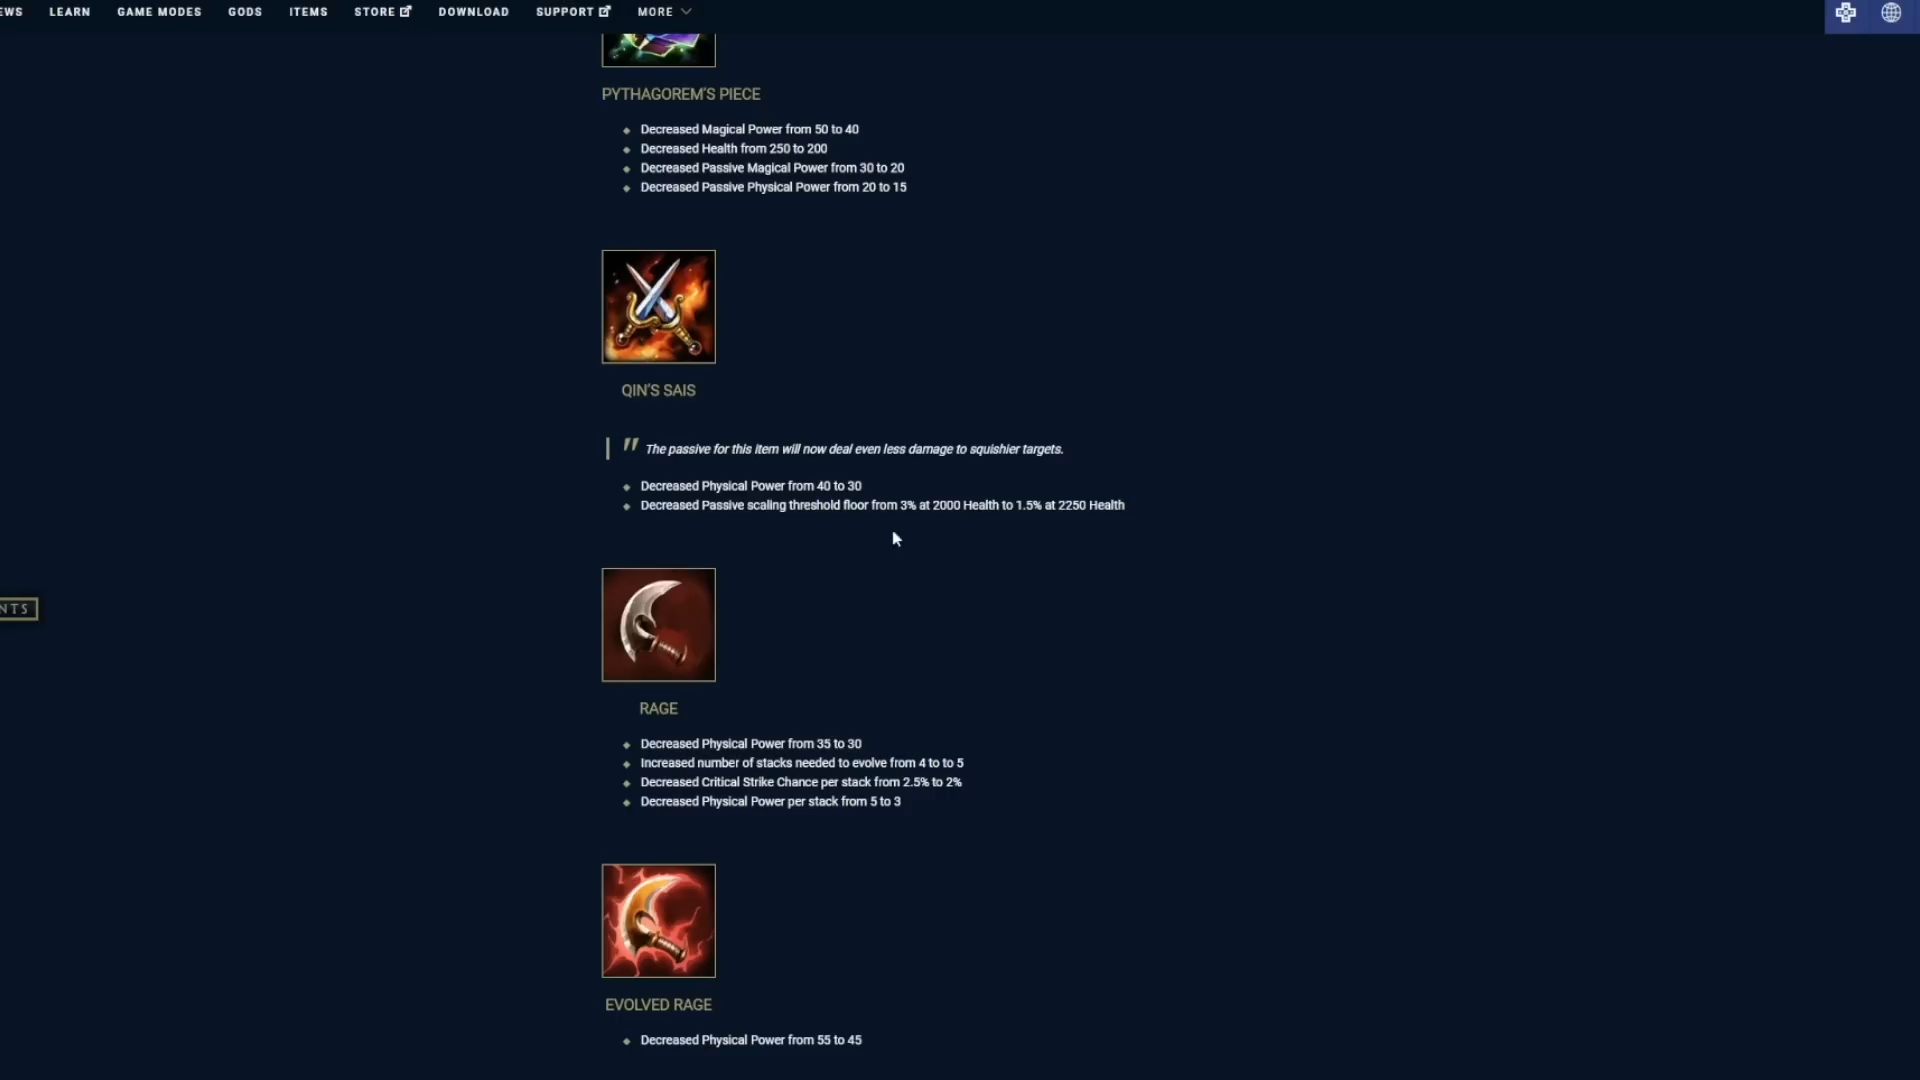 EWS LEARN GAME MODES GODS ITEMS STORE DOWNLOAD SUPPORT MORE
PYTHAGOREM'S PIECE
Decreased Magical Power from 50 to 40
Decreased Health from 250 to 200
Decreased Passive Magical Power from 30 to 20
Decreased Passive Physical Power from 20 to 15
QIN'S SAIS
" The passive for this item will now deal even less damage to squishier targets.
Decreased Physical Power from 40 to 30
Decreased Passive scaling threshold floor from 3% at 2000 Health to 1.5% at 2250 Health
NTS
RAGE
Decreased Physical Power from 35 to 30
Increased number of stacks needed to evolve from 4 to to 5
Decreased Critical Strike Chance per stack from 2.5% to 2%
Decreased Physical Power per stack from 5 to 3
EVOLVED RAGE
Decreased Physical Power from 55 to 45